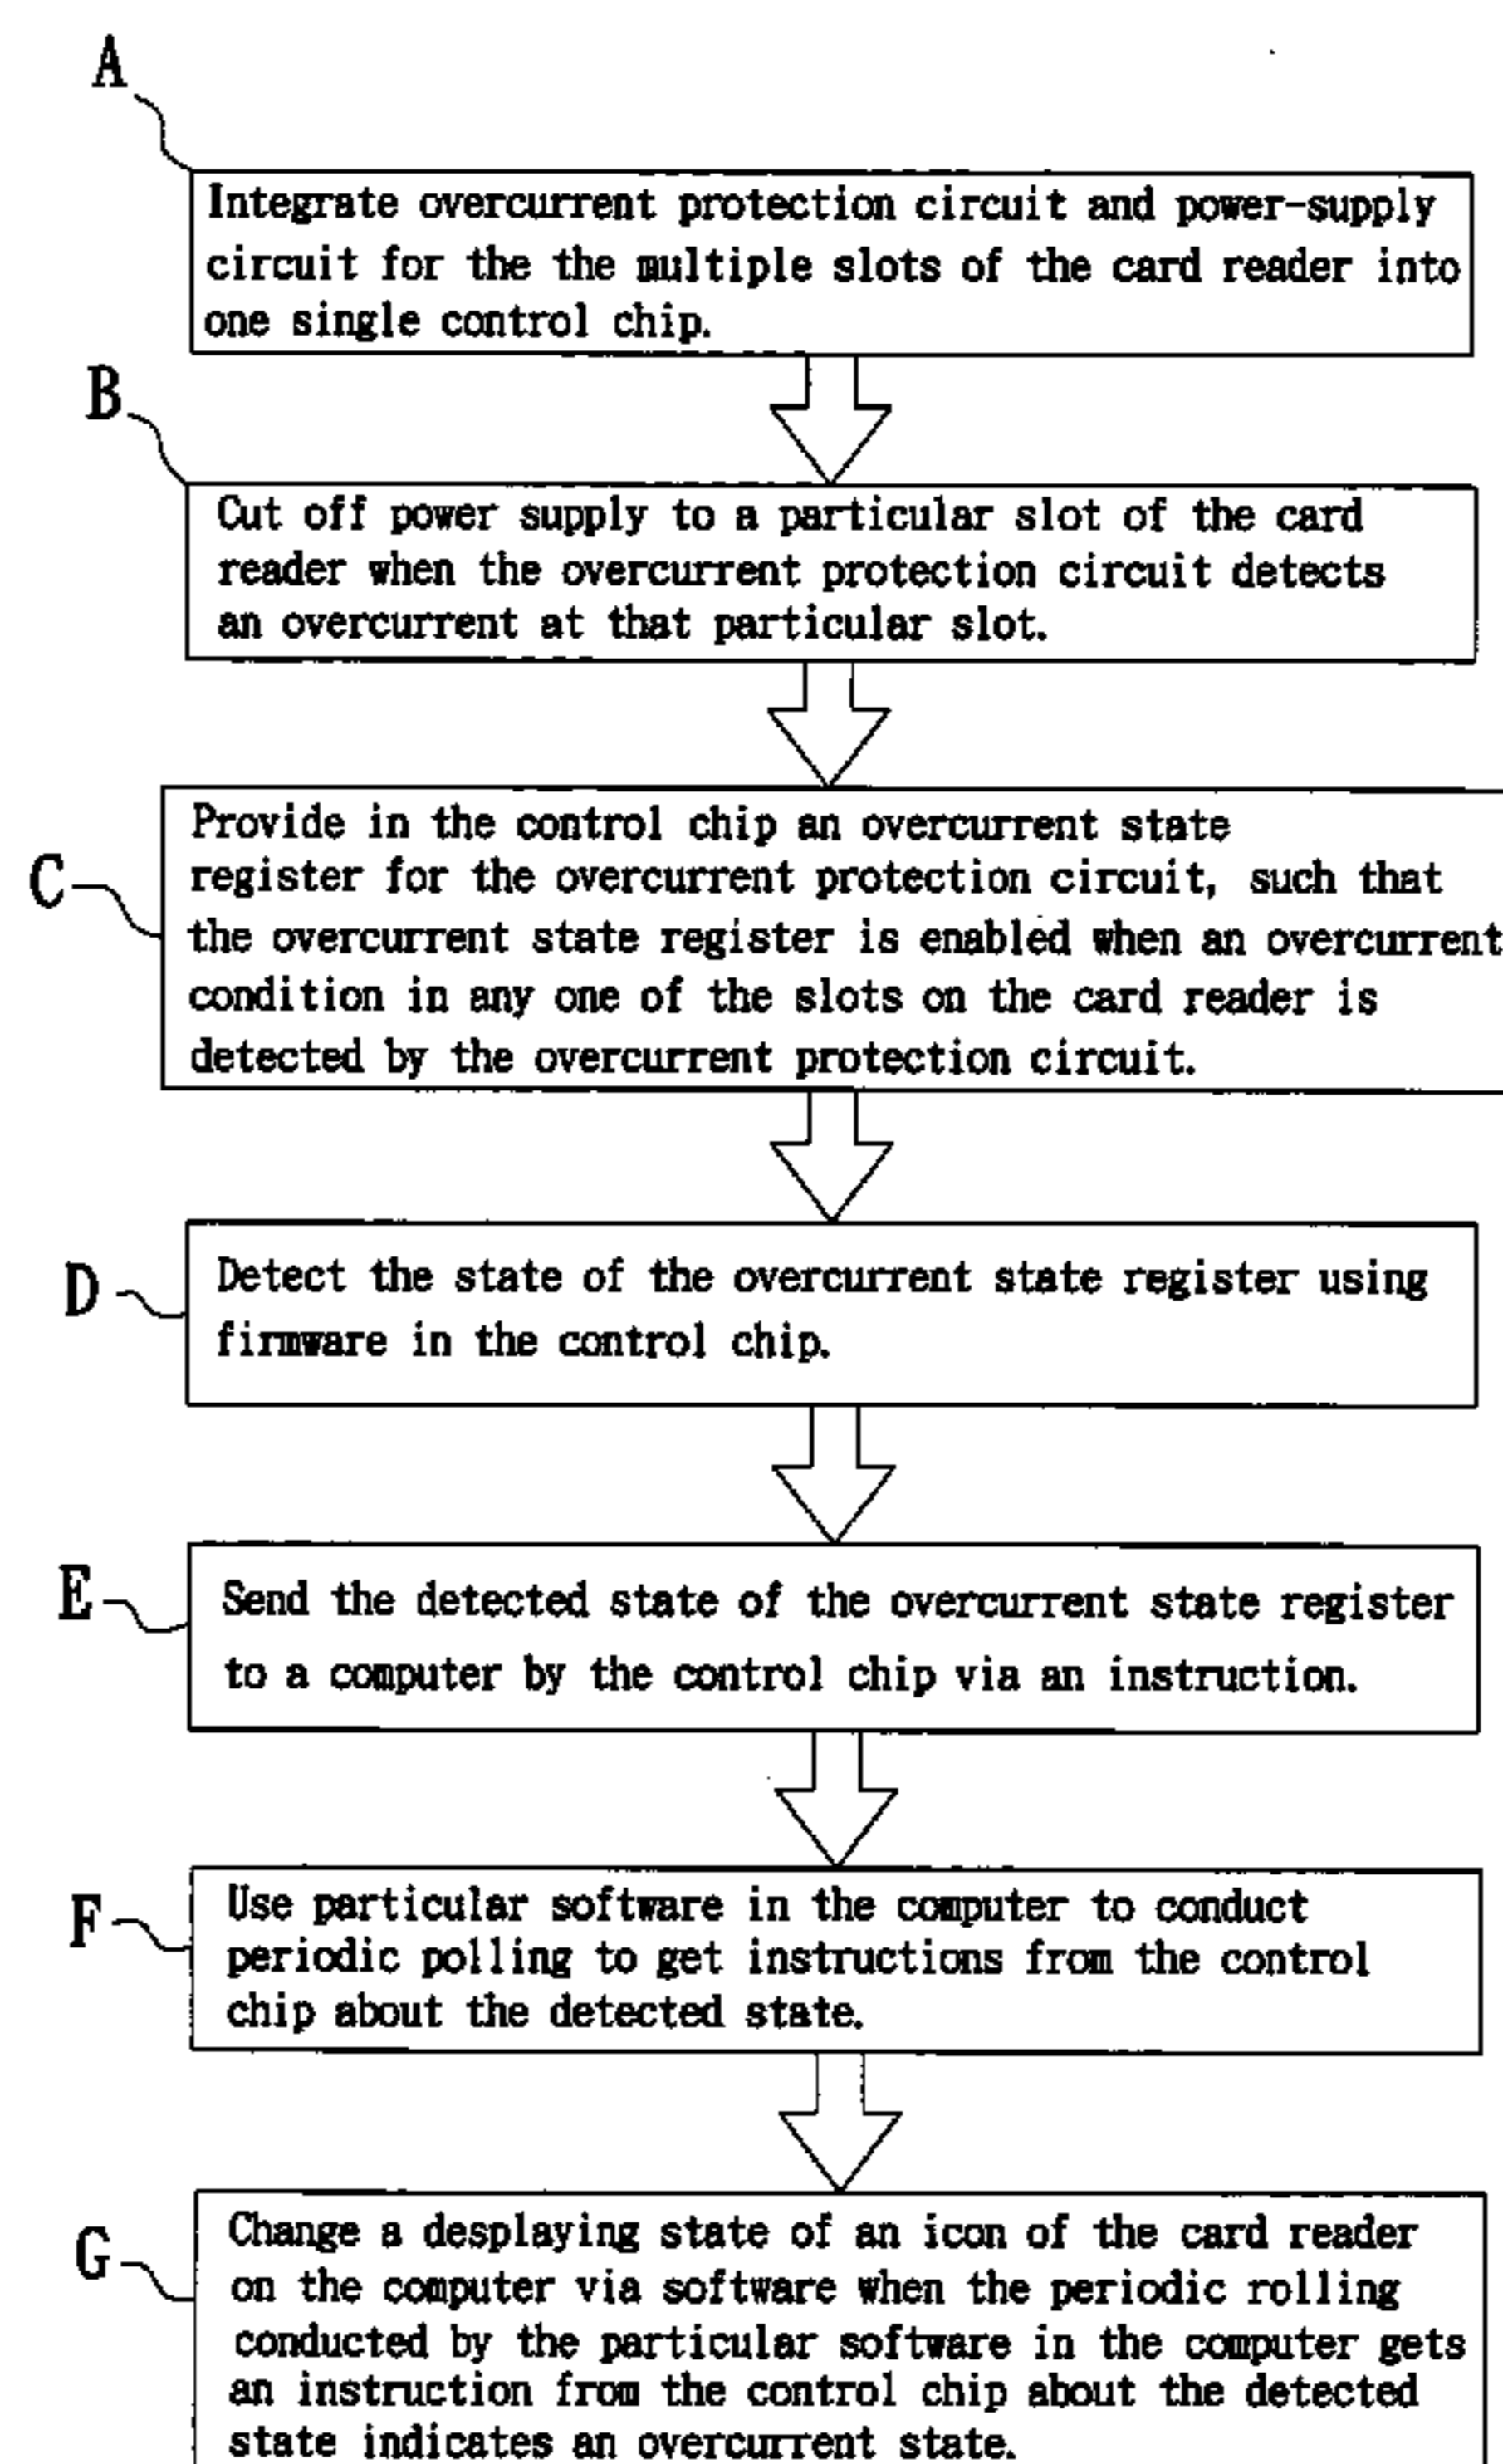 A
Integrate overcurrent protection circuit and power-supply
circuit for the the multiple slots of the card reader into
one single control chip.
B
Cut off power supply to a particular slot of the card
reader when the overcurrent protection circuit detects
an overcurrent at that particular slot.
C
Provide in the control chip an overcurrent state
register for the overcurrent protection circuit, such that
the overcurrent state register is enabled when an overcurrent
condition in any one of the slots on the card reader is
detected by the overcurrent protection circuit.
D
Detect the state of the overcurrent state register using
firmware in the control chip.
E
Send the detected state of the overcurrent state register
to a computer by the control chip via an instruction.
F
Use particular software in the computer to conduct
periodic polling to get instructions from the control
chip about the detected state.
G
Change a desplaying state of an icon of the card reader
on the computer via software when the periodic rolling
conducted by the particular software in the computer gets
an instruction from the control chip about the detected
state indicates an overcurrent state.